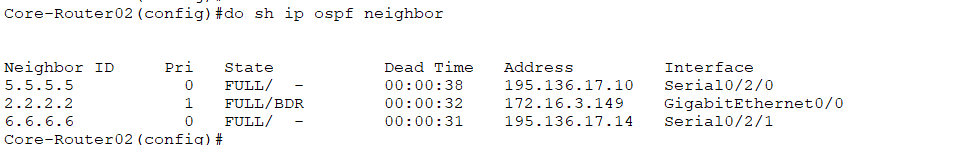 Core-Router02(config)#do sh ip ospf neighbor
Neighbor ID     Pri   State           Dead Time   Address         Interface
5.5.5.5           0   FULL/  -        00:00:38    195.136.17.10   Serial0/2/0
2.2.2.2           1   FULL/BDR        00:00:32    172.16.3.149    GigabitEthernet0/0
6.6.6.6           0   FULL/  -        00:00:31    195.136.17.14   Serial0/2/1
Core-Router02(config)#